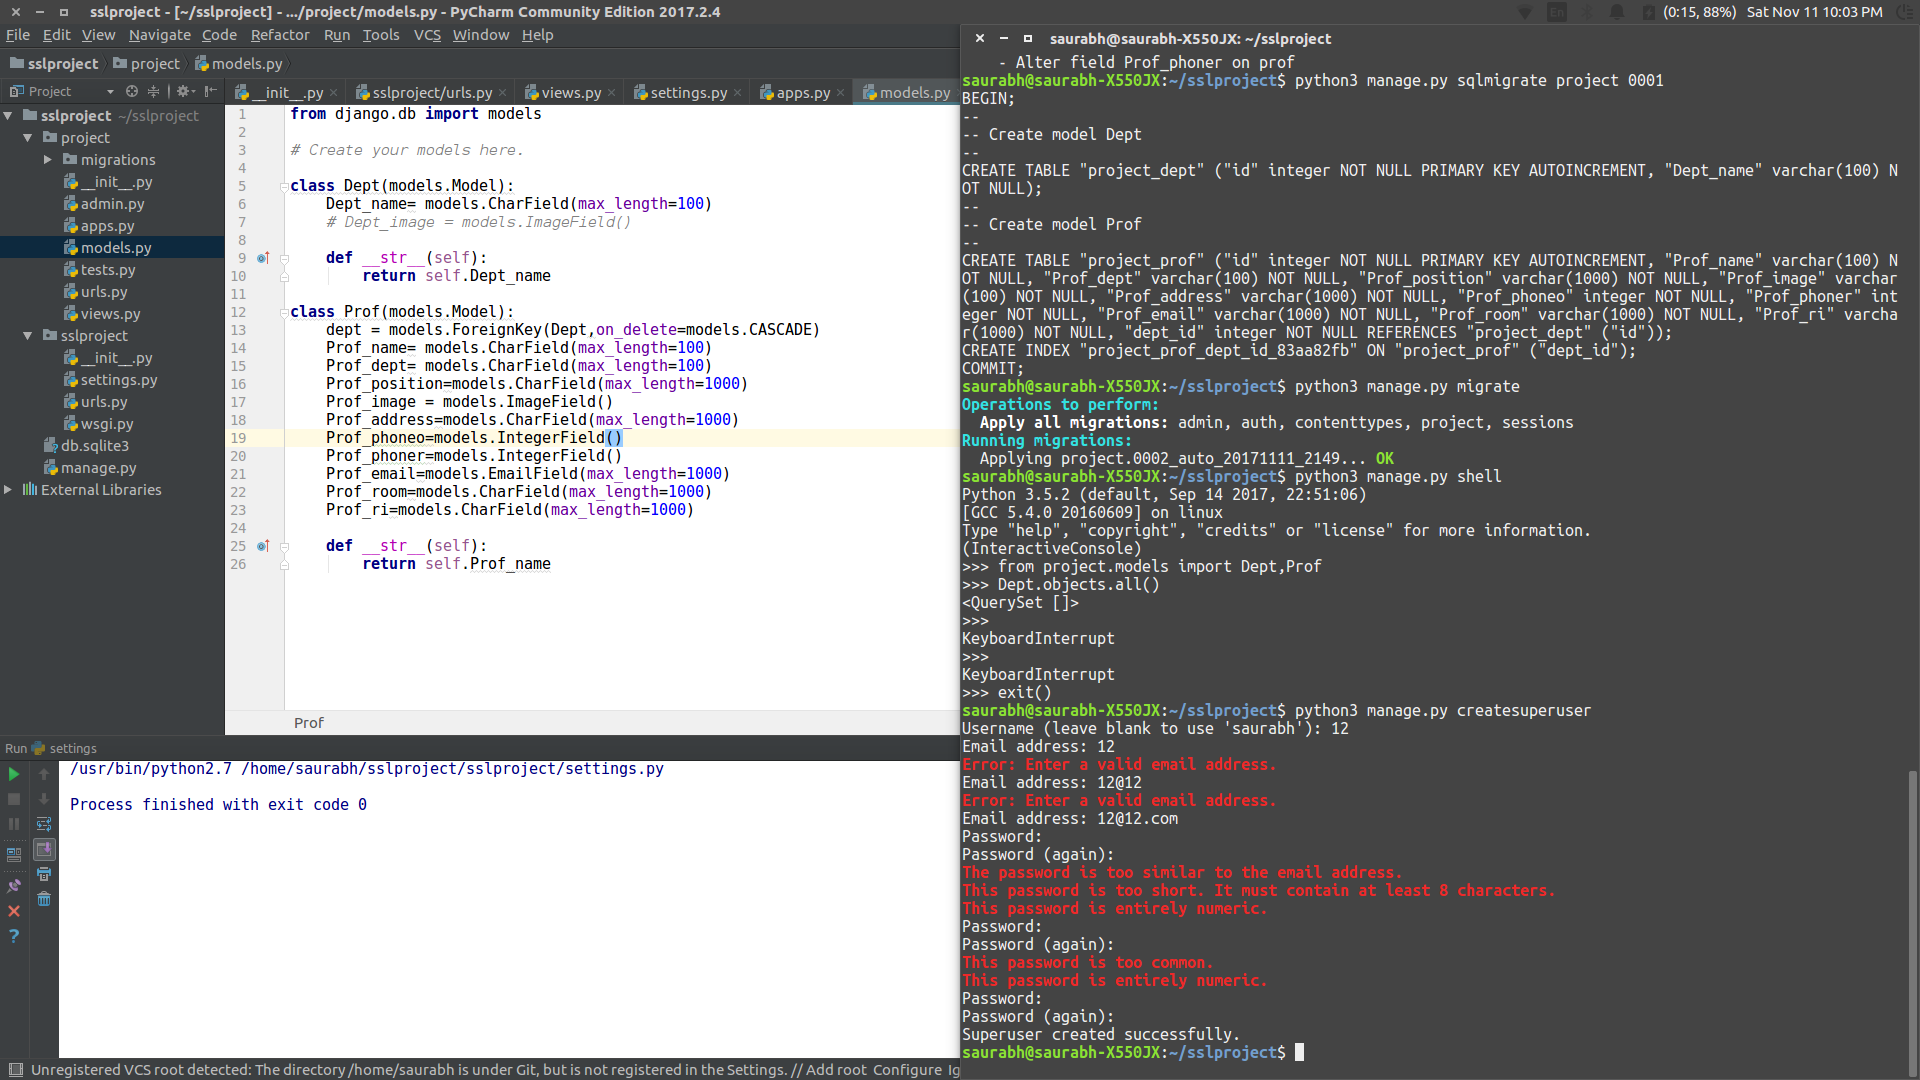 sslproject - [~/sslproject] - .../project/models.py - PyCharm Community Edition 2017.2.4
En (0:15, 88%) Sat Nov 11 10:03 PM
File Edit View Navigate Code Refactor Run Tools VCS Window Help
sslproject project models.py
Project
__init__.py sslproject/urls.py views.py settings.py apps.py models.py
sslproject ~/sslproject
project
migrations
__init__.py
admin.py
apps.py
models.py
tests.py
urls.py
views.py
sslproject
__init__.py
settings.py
urls.py
wsgi.py
db.sqlite3
manage.py
External Libraries
1 from django.db import models
2
3 # Create your models here.
4
5 class Dept(models.Model):
6 Dept_name= models.CharField(max_length=100)
7 # Dept_image = models.ImageField()
8
9 def __str__(self):
10 return self.Dept_name
11
12 class Prof(models.Model):
13 dept = models.ForeignKey(Dept,on_delete=models.CASCADE)
14 Prof_name= models.CharField(max_length=100)
15 Prof_dept= models.CharField(max_length=100)
16 Prof_position=models.CharField(max_length=1000)
17 Prof_image = models.ImageField()
18 Prof_address=models.CharField(max_length=1000)
19 Prof_phoneo=models.IntegerField()
20 Prof_phoner=models.IntegerField()
21 Prof_email=models.EmailField(max_length=1000)
22 Prof_room=models.CharField(max_length=1000)
23 Prof_ri=models.CharField(max_length=1000)
24
25 def __str__(self):
26 return self.Prof_name
Prof
Run settings
/usr/bin/python2.7 /home/saurabh/sslproject/sslproject/settings.py
Process finished with exit code 0
Unregistered VCS root detected: The directory /home/saurabh is under Git, but is not registered in the Settings. // Add root Configure Ig
saurabh@saurabh-X550JX: ~/sslproject
- Alter field Prof_phoner on prof
saurabh@saurabh-X550JX:~/sslproject$ python3 manage.py sqlmigrate project 0001
BEGIN;
--
-- Create model Dept
--
CREATE TABLE "project_dept" ("id" integer NOT NULL PRIMARY KEY AUTOINCREMENT, "Dept_name" varchar(100) N
OT NULL);
--
-- Create model Prof
--
CREATE TABLE "project_prof" ("id" integer NOT NULL PRIMARY KEY AUTOINCREMENT, "Prof_name" varchar(100) N
OT NULL, "Prof_dept" varchar(100) NOT NULL, "Prof_position" varchar(1000) NOT NULL, "Prof_image" varchar
(100) NOT NULL, "Prof_address" varchar(1000) NOT NULL, "Prof_phoneo" integer NOT NULL, "Prof_phoner" int
eger NOT NULL, "Prof_email" varchar(1000) NOT NULL, "Prof_room" varchar(1000) NOT NULL, "Prof_ri" varcha
r(1000) NOT NULL, "dept_id" integer NOT NULL REFERENCES "project_dept" ("id"));
CREATE INDEX "project_prof_dept_id_83aa82fb" ON "project_prof" ("dept_id");
COMMIT;
saurabh@saurabh-X550JX:~/sslproject$ python3 manage.py migrate
Operations to perform:
Apply all migrations: admin, auth, contenttypes, project, sessions
Running migrations:
Applying project.0002_auto_20171111_2149... OK
saurabh@saurabh-X550JX:~/sslproject$ python3 manage.py shell
Python 3.5.2 (default, Sep 14 2017, 22:51:06)
[GCC 5.4.0 20160609] on linux
Type "help", "copyright", "credits" or "license" for more information.
(InteractiveConsole)
>>> from project.models import Dept,Prof
>>> Dept.objects.all()
<QuerySet []>
>>>
KeyboardInterrupt
>>>
KeyboardInterrupt
>>> exit()
saurabh@saurabh-X550JX:~/sslproject$ python3 manage.py createsuperuser
Username (leave blank to use 'saurabh'): 12
Email address: 12
Error: Enter a valid email address.
Email address: 12@12
Error: Enter a valid email address.
Email address: 12@12.com
Password:
Password (again):
The password is too similar to the email address.
This password is too short. It must contain at least 8 characters.
This password is entirely numeric.
Password:
Password (again):
This password is too common.
This password is entirely numeric.
Password:
Password (again):
Superuser created successfully.
saurabh@saurabh-X550JX:~/sslproject$